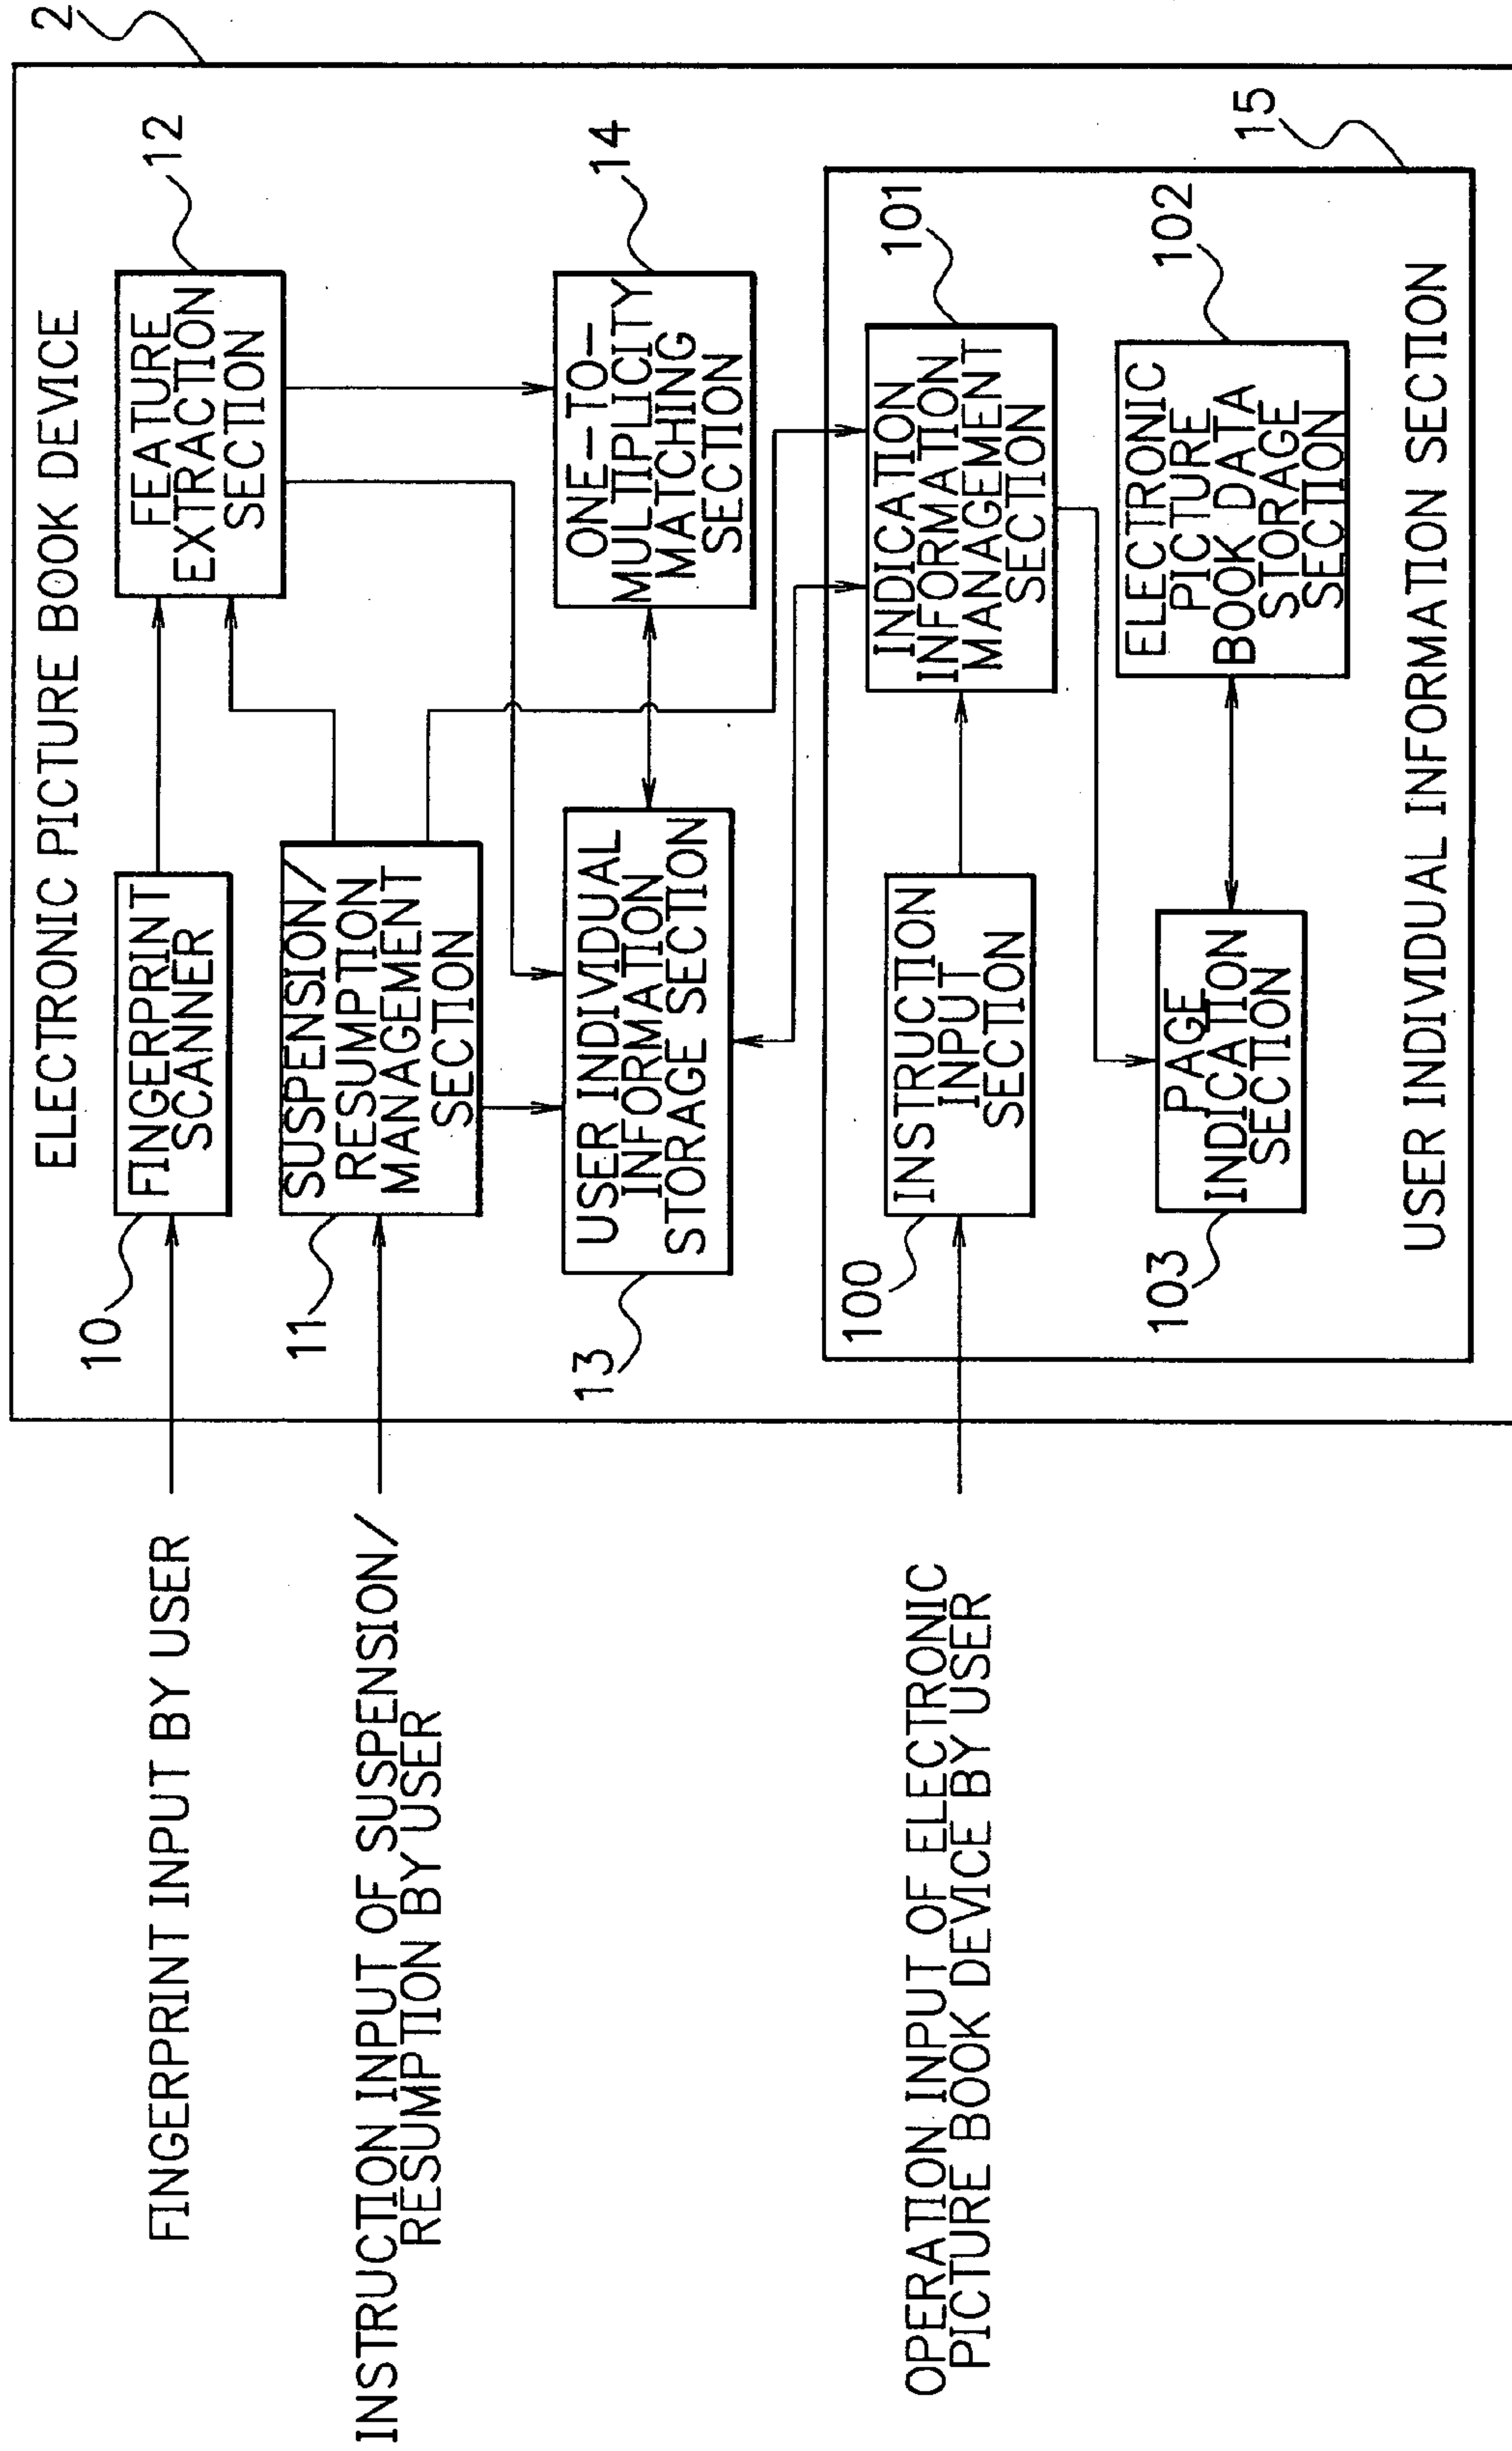 2
ELECTRONIC PICTURE BOOK DEVICE
FINGERPRINT INPUT BY USER
10
FINGERPRINT
SCANNER
FEATURE
EXTRACTION
SECTION
12
INSTRUCTION INPUT OF SUSPENSION/
RESUMPTION BY USER
11
SUSPENSION/
RESUMPTION
MANAGEMENT
SECTION
13
USER INDIVIDUAL
INFORMATION
STORAGE SECTION
ONE-TO-
MULTIPLICITY
MATCHING
SECTION
14
15
OPERATION INPUT OF ELECTRONIC
PICTURE BOOK DEVICE BY USER
100
INSTRUCTION
INPUT
SECTION
INDICATION
INFORMATION
MANAGEMENT
SECTION
101
103
PAGE
INDICATION
SECTION
ELECTRONIC
PICTURE
BOOK DATA
STORAGE
SECTION
102
USER INDIVIDUAL INFORMATION SECTION